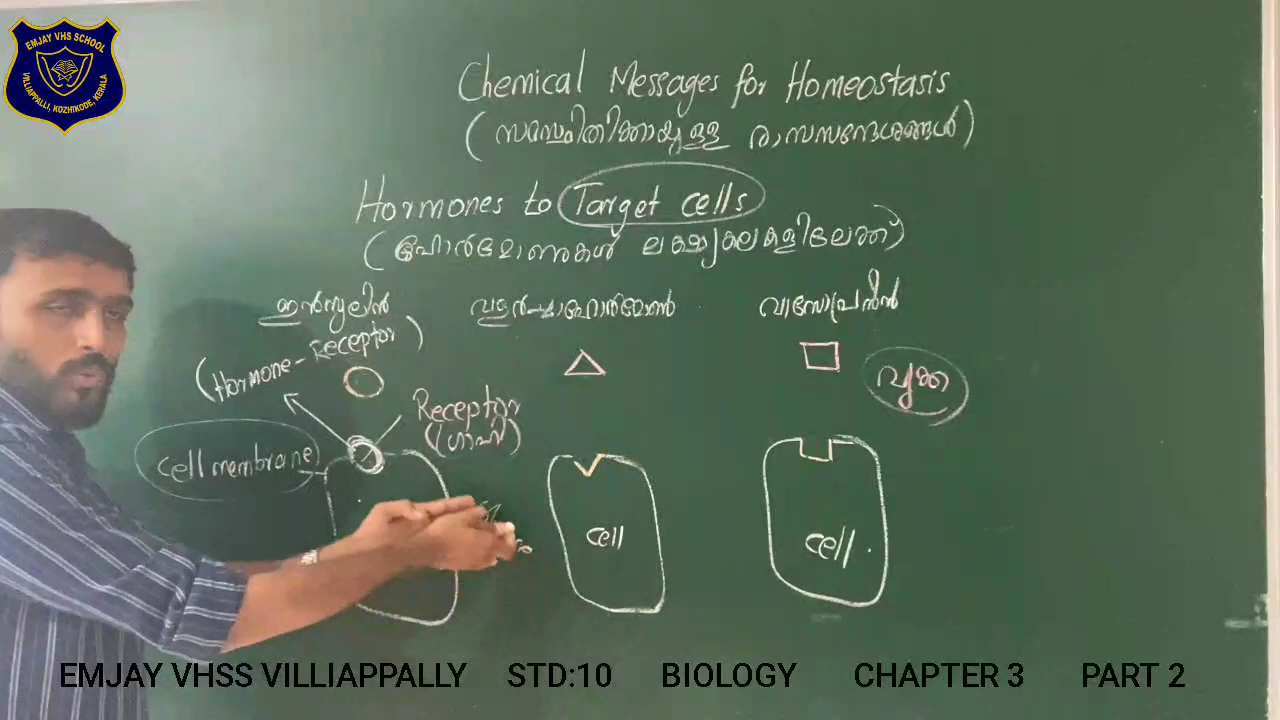 EMJAY VHS SCHOOL
VILLIAPPALLI, KOZHIKODE, KERALA
Chemical Messages for Homeostasis
(സമസ്ഥിതിക്കായുള്ള രാസസന്ദേശങ്ങൾ)
Hormones to Target cells
(ഹോർമോണുകൾ ലക്ഷ്യകലകളിലേക്ക്)
ഇൻസുലിൻ വളർച്ചാഹോർമോൺ വാസോപ്രസിൻ
(Hormone-Receptor)
വൃക്ക
Receptor
(ഗ്രാഹി)
cell membrane
cell
cell
EMJAY VHSS VILLIAPPALLY STD:10 BIOLOGY CHAPTER 3 PART 2